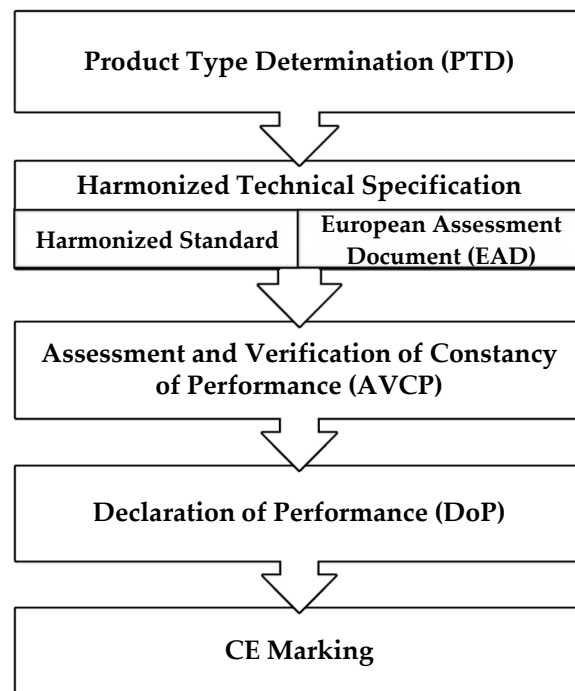 Product Type Determination (PTD)
Harmonized Technical Specification
Harmonized Standard
European Assessment
Document (EAD)
Assessment and Verification of Constancy
of Performance (AVCP)
Declaration of Performance (DoP)
CE Marking